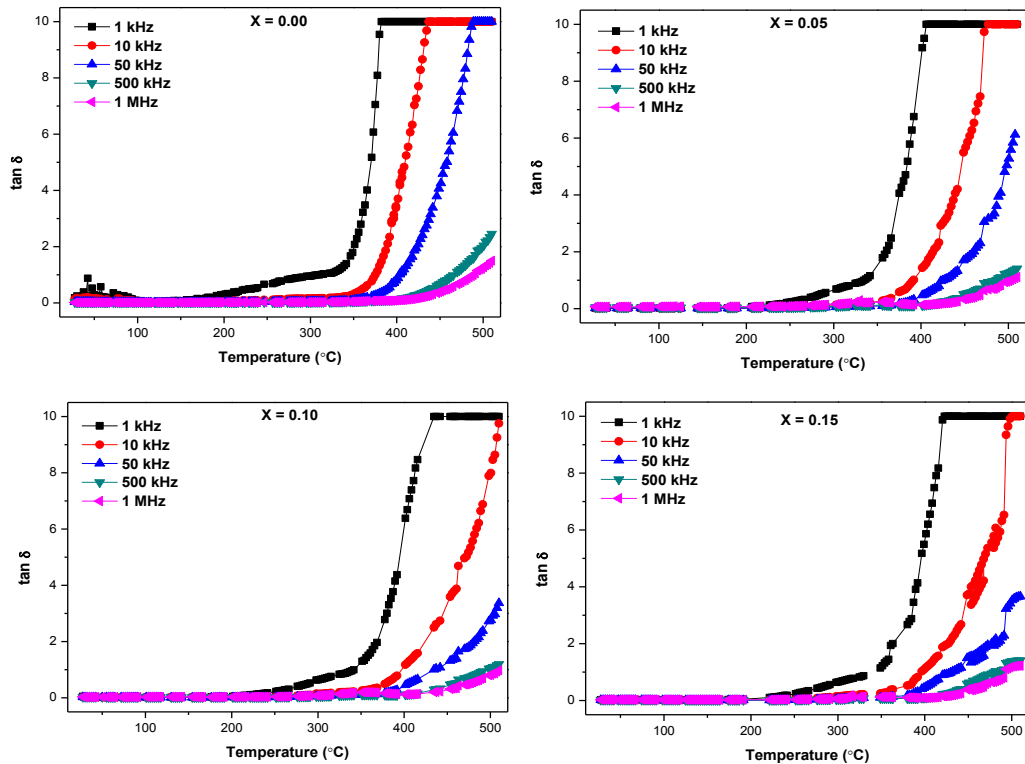 X = 0.00
1 kHz
10 kHz
50 kHz
500 kHz
1 MHz
tan δ
10
8
6
4
2
0
100
200
300
400
500
Temperature (°C)
X = 0.05
1 kHz
10 kHz
50 kHz
500 kHz
1 MHz
tan δ
10
8
6
4
2
0
100
200
300
400
500
Temperature (°C)
X = 0.10
1 kHz
10 kHz
50 kHz
500 kHz
1 MHz
tan δ
10
8
6
4
2
0
100
200
300
400
500
Temperature (°C)
X = 0.15
1 kHz
10 kHz
50 kHz
500 kHz
1 MHz
tan δ
10
8
6
4
2
0
100
200
300
400
500
Temperature (°C)